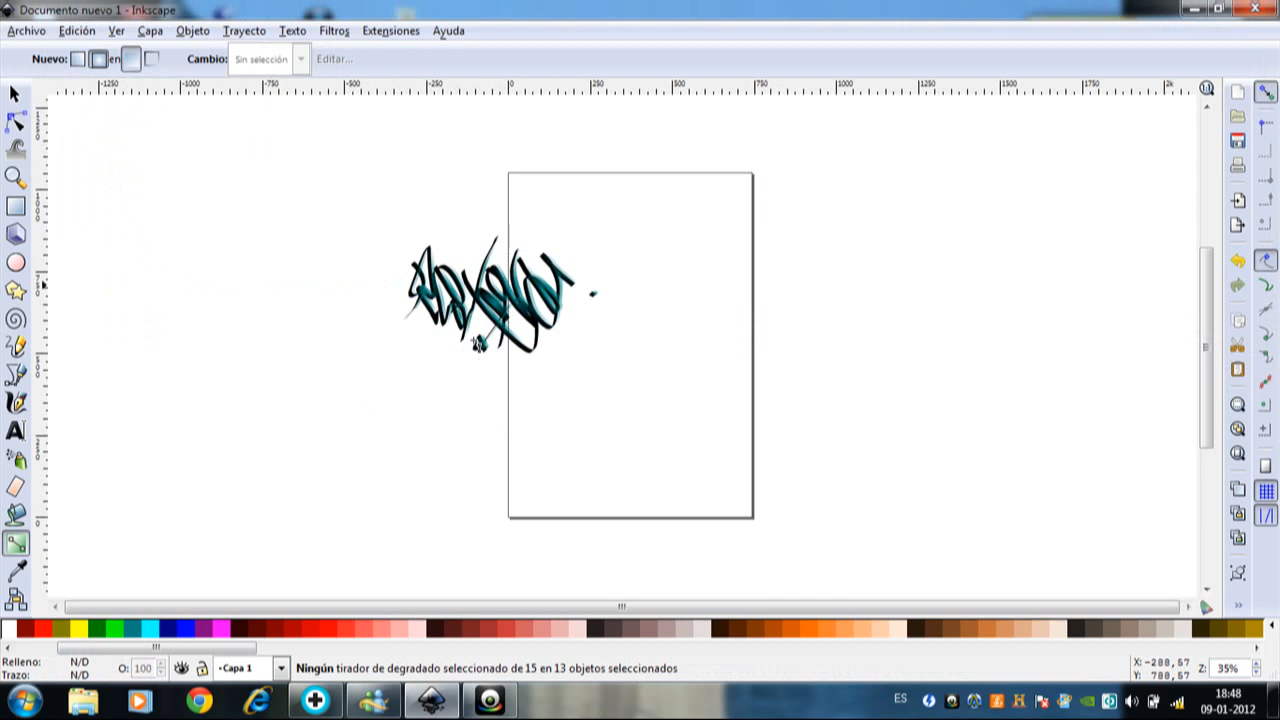 Documento nuevo 1 - Inkscape
Archivo Edición Ver Capa Objeto Trayecto Texto Filtros Extensiones Ayuda
Nuevo: en Cambio: Sin selección Editar...
-1250 -1000 -750 -500 -250 0 250 500 750 1000 1250 1500 1750
Relleno: N/D O: 100 Capa 1 Ningún tirador de degradado seleccionado de 15 en 13 objetos seleccionados X: -288,57 Z: 35%
Trazo: N/D Y: 788,57
ES 18:48
09-01-2012